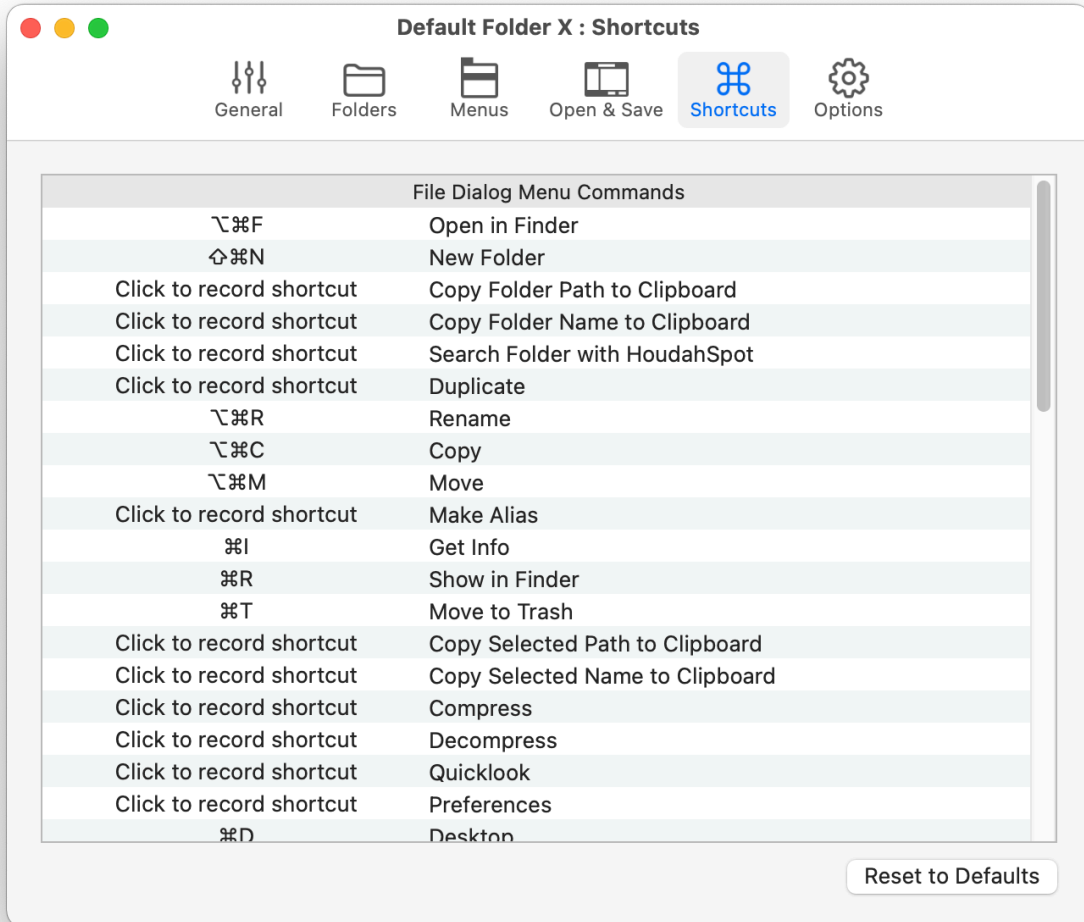 Default Folder X : Shortcuts
General Folders Menus Open & Save Shortcuts Options
File Dialog Menu Commands
⌥⌘F Open in Finder
⇧⌘N New Folder
Click to record shortcut Copy Folder Path to Clipboard
Click to record shortcut Copy Folder Name to Clipboard
Click to record shortcut Search Folder with HoudahSpot
Click to record shortcut Duplicate
⌥⌘R Rename
⌥⌘C Copy
⌥⌘M Move
Click to record shortcut Make Alias
⌘I Get Info
⌘R Show in Finder
⌘T Move to Trash
Click to record shortcut Copy Selected Path to Clipboard
Click to record shortcut Copy Selected Name to Clipboard
Click to record shortcut Compress
Click to record shortcut Decompress
Click to record shortcut Quicklook
Click to record shortcut Preferences
⌘D Desktop
Reset to Defaults